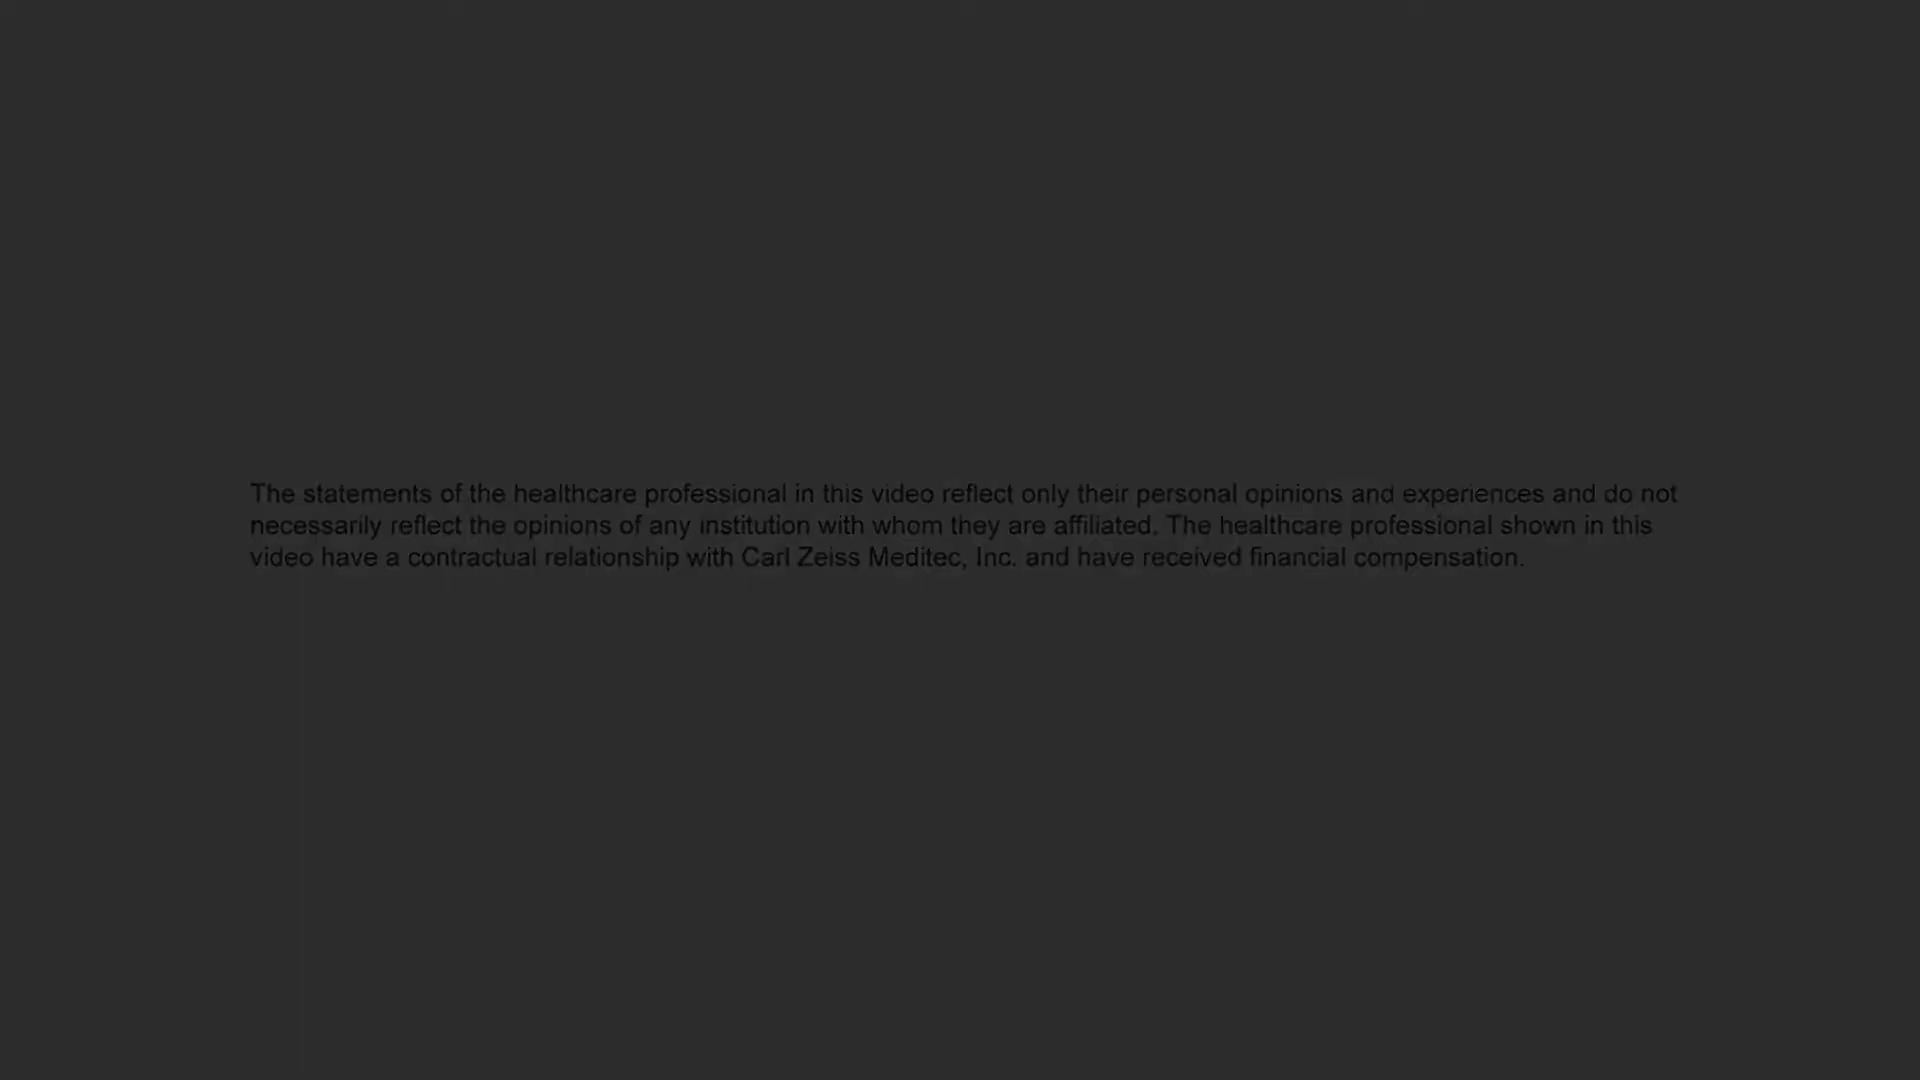 The statements of the healthcare professional in this video reflect only their personal opinions and experiences and do not
necessarily reflect the opinions of any institution with whom they are affiliated. The healthcare professional shown in this
video have a contractual relationship with Carl Zeiss Meditec, Inc. and have received financial compensation.